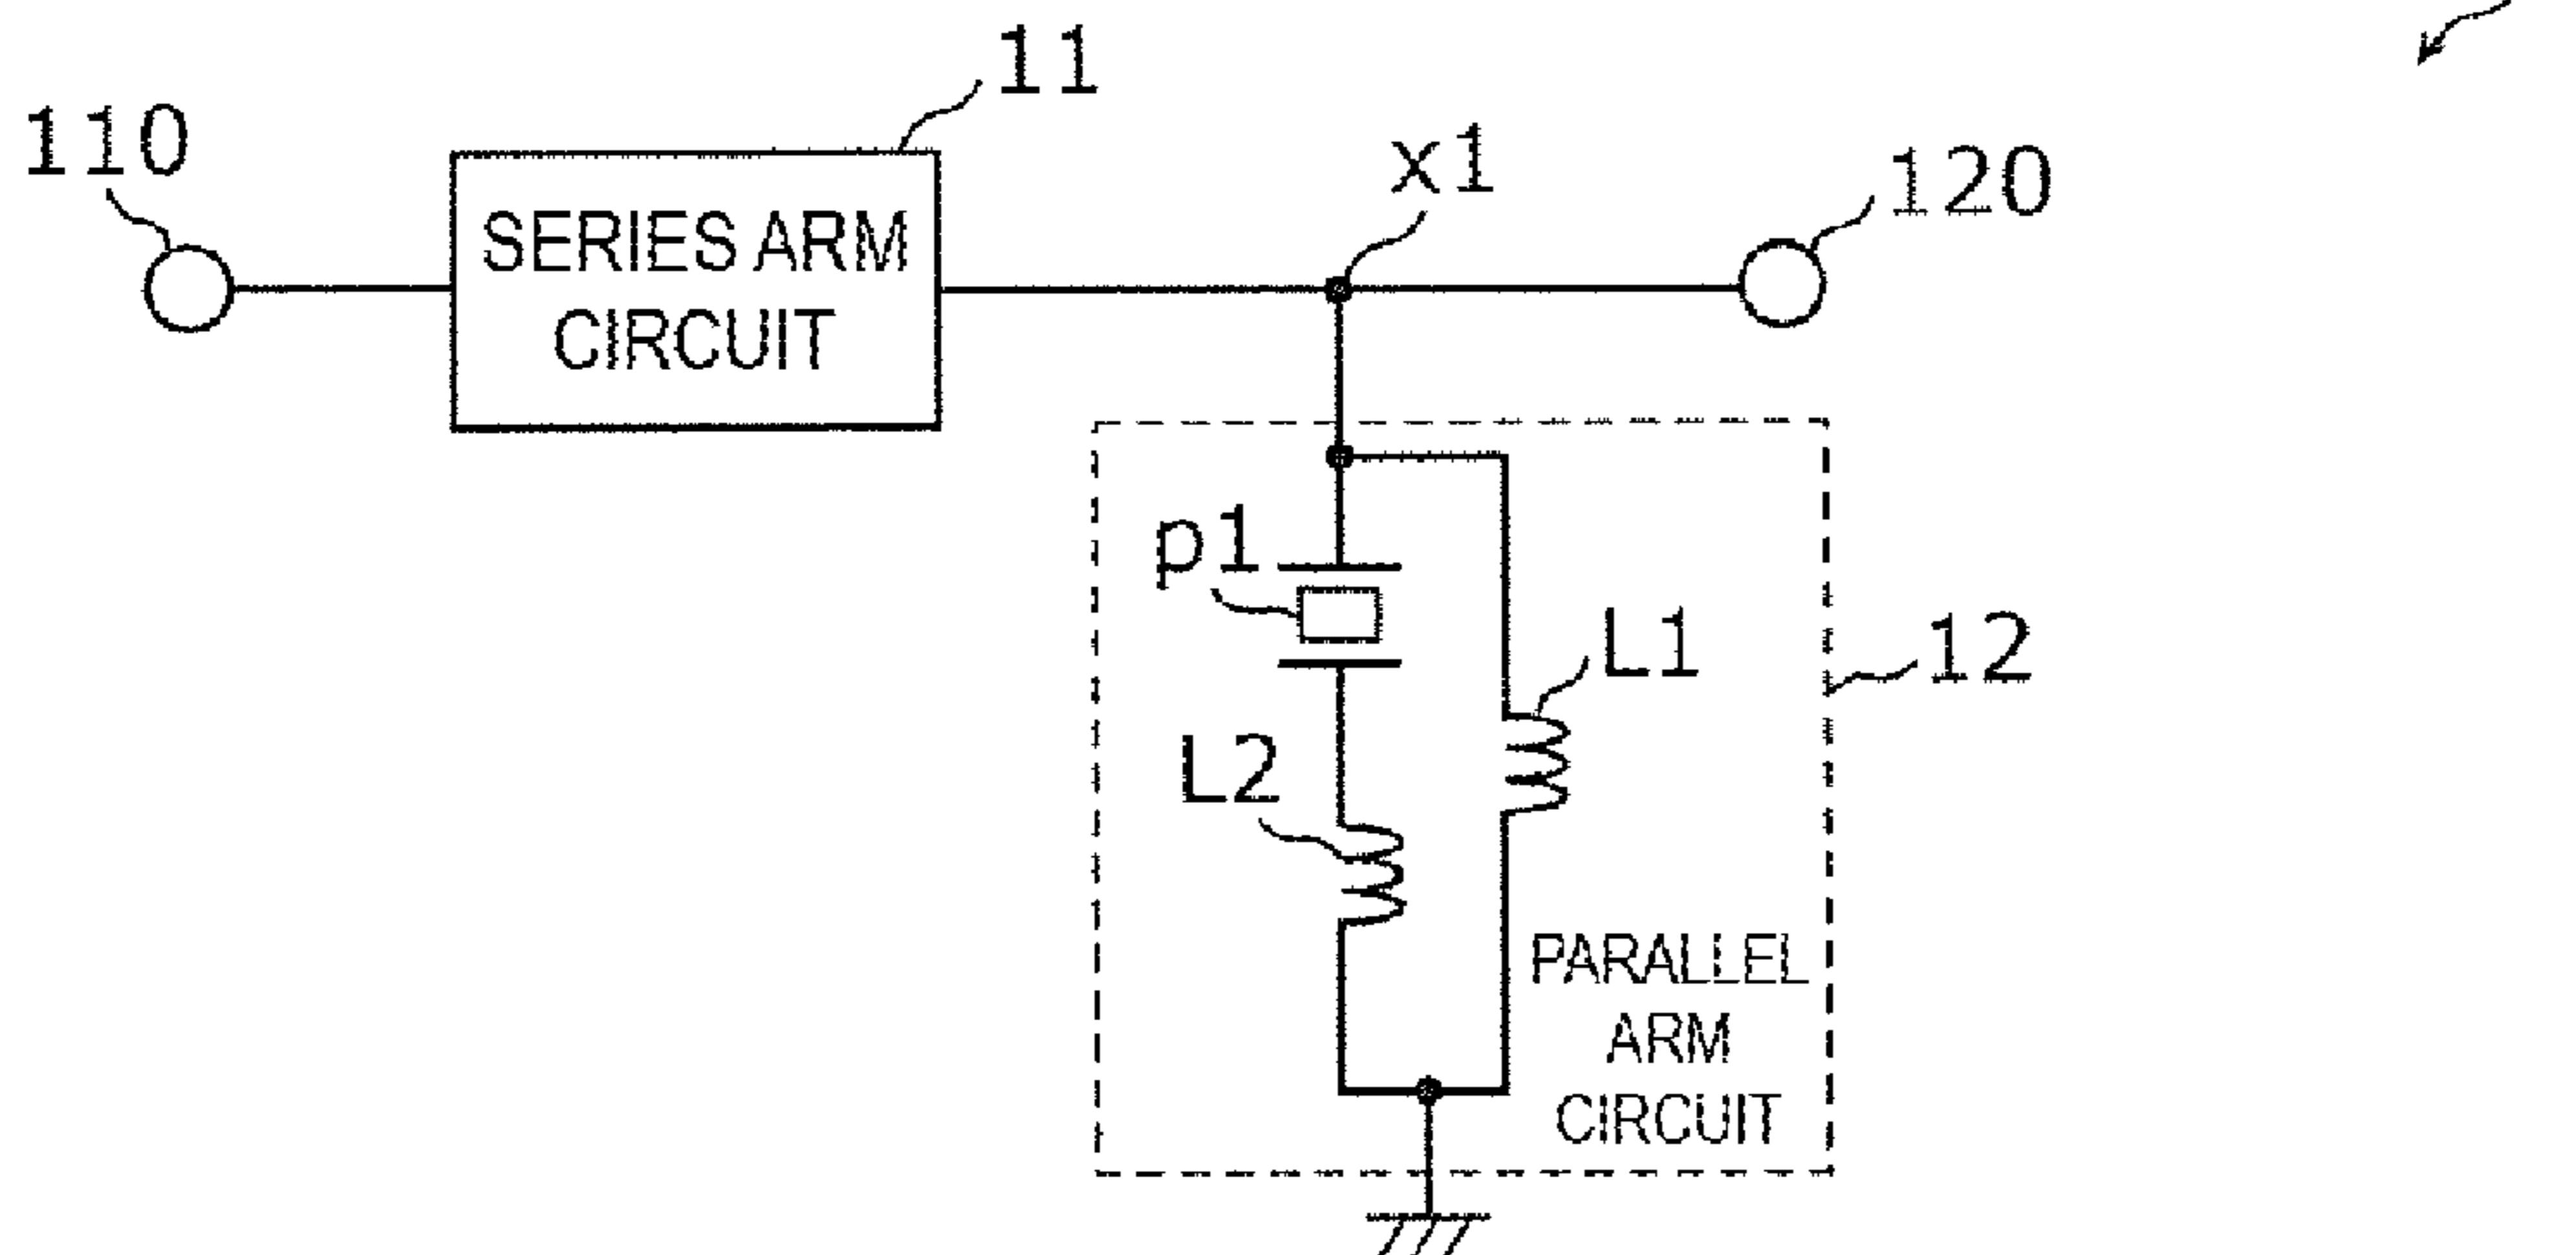 11
110
x1
120
SERIES ARM
CIRCUIT
p1
L1
12
L2
PARALLEL
ARM
CIRCUIT